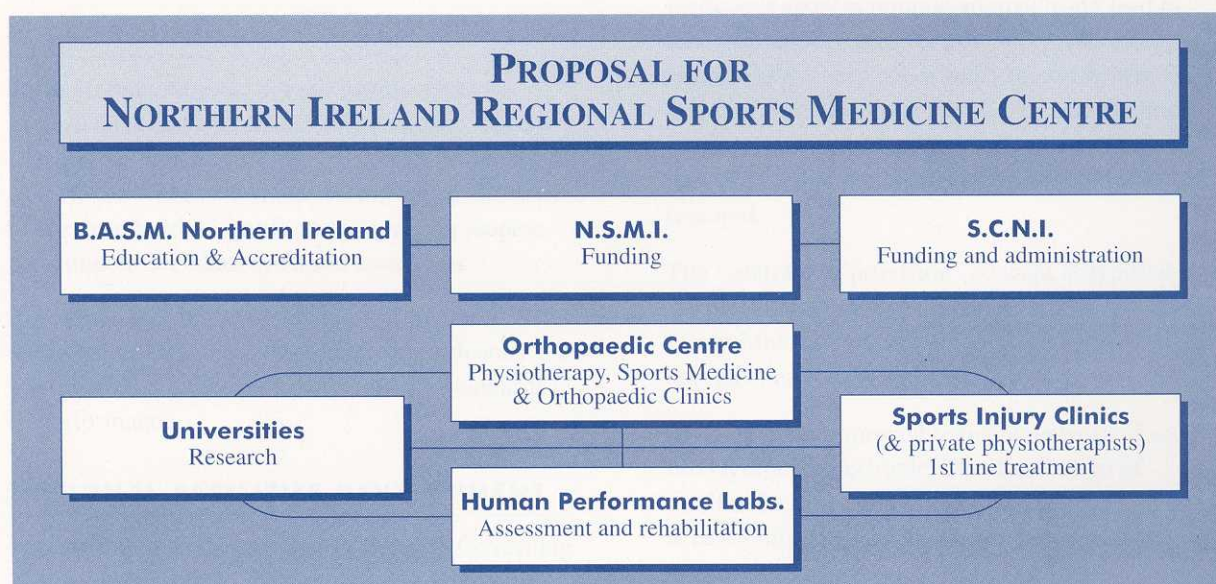 PROPOSAL FOR
NORTHERN IRELAND REGIONAL SPORTS MEDICINE CENTRE
B.A.S.M. Northern Ireland
Education & Accreditation
N.S.M.I.
Funding
S.C.N.I.
Funding and administration
Orthopaedic Centre
Physiotherapy, Sports Medicine
& Orthopaedic Clinics
Universities
Research
Sports Injury Clinics
(& private physiotherapists)
1st line treatment
Human Performance Labs.
Assessment and rehabilitation